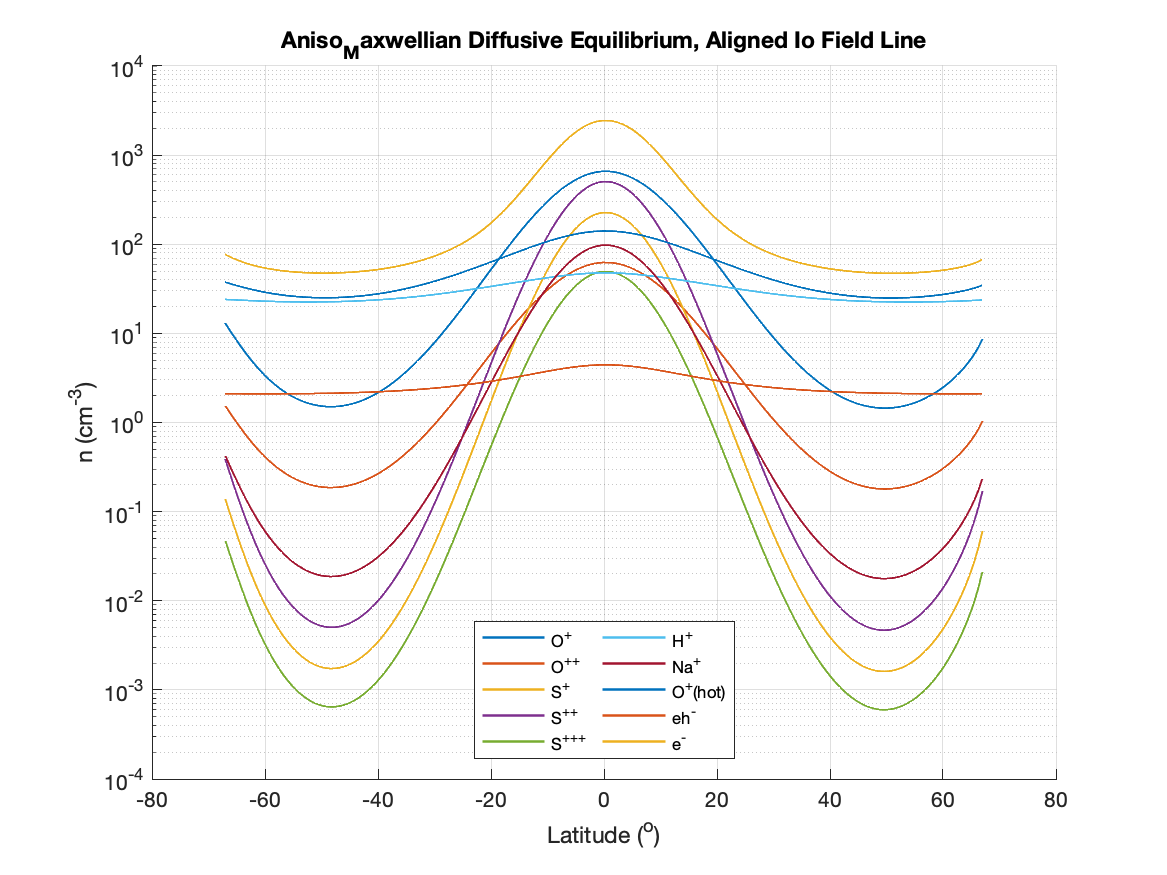 Aniso_Maxwellian Diffusive Equilibrium, Aligned Io Field Line
10^4
10^3
10^2
10^1
10^0
10^-1
10^-2
10^-3
10^-4
n (cm^-3)
O^+ H^+
O^++ Na^+
S^+ O^+(hot)
S^++ eh^-
S^+++ e^-
-80 -60 -40 -20 0 20 40 60 80
Latitude (^o)